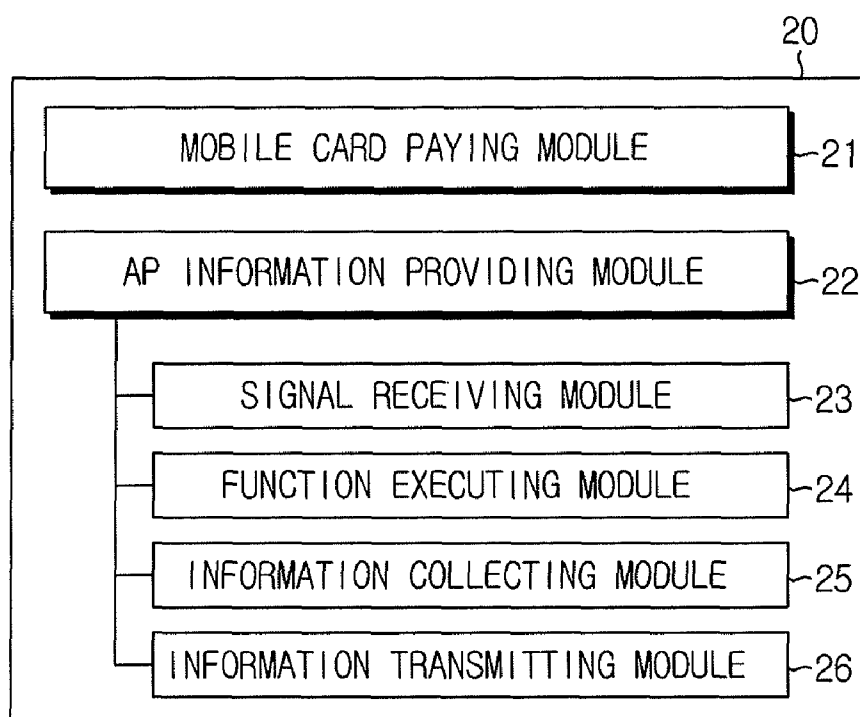 20
MOBILE CARD PAYING MODULE 21
AP INFORMATION PROVIDING MODULE 22
SIGNAL RECEIVING MODULE 23
FUNCTION EXECUTING MODULE 24
INFORMATION COLLECTING MODULE 25
INFORMATION TRANSMITTING MODULE 26